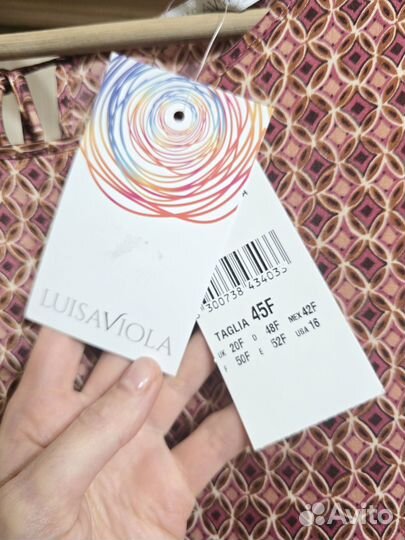 LUISAVIOLA
300738 434035
TAGLIA 45F
UK 20F D 48F MEX 42F
F 50F E 52F USA 16
Avito